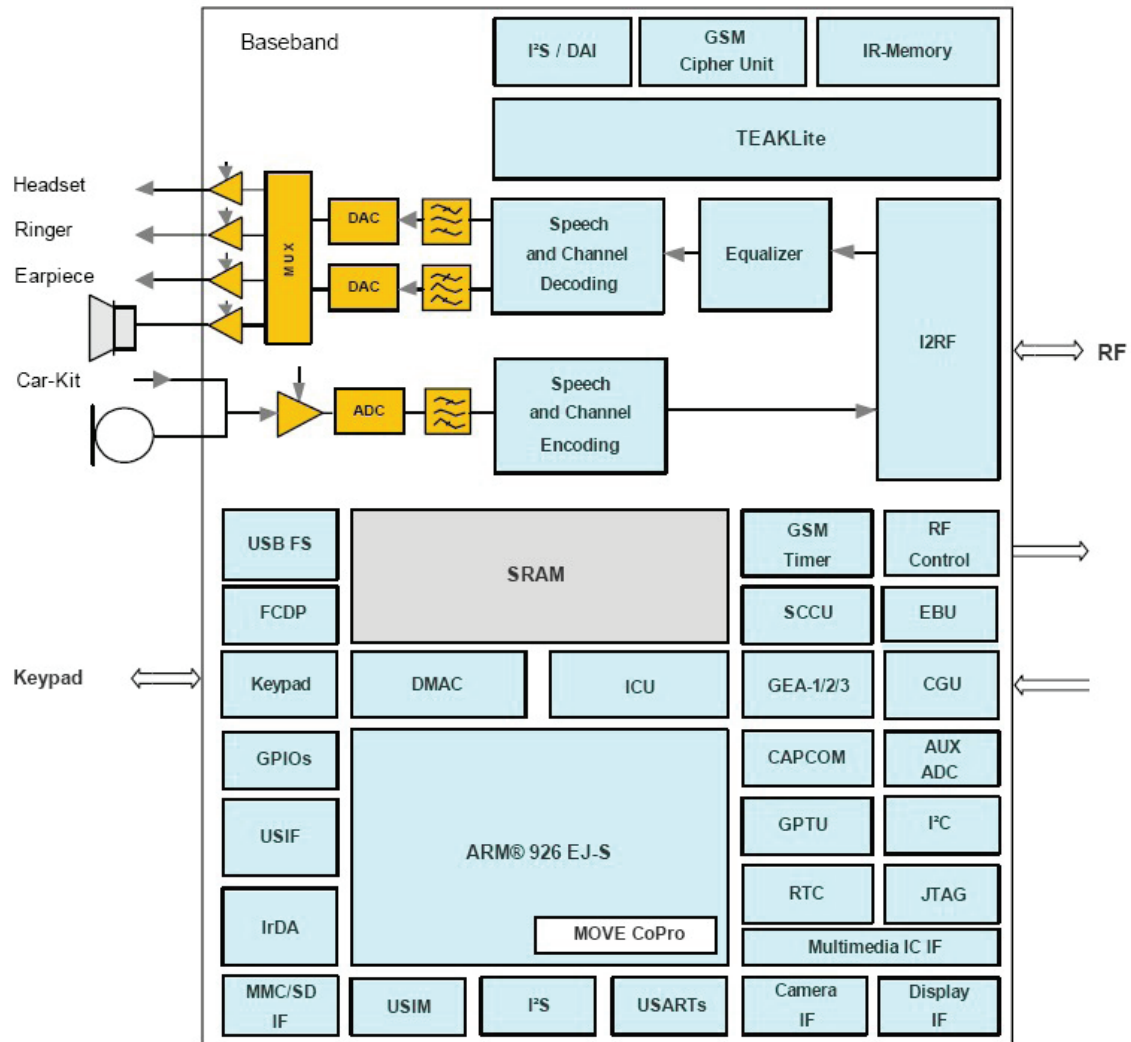 Baseband
I²S / DAI
GSM
Cipher Unit
IR-Memory
TEAKLite
Headset
Ringer
Earpiece
MUX
DAC
DAC
Speech
and Channel
Decoding
Equalizer
I2RF
RF
Car-Kit
ADC
Speech
and Channel
Encoding
USB FS
SRAM
GSM
Timer
RF
Control
FCDP
SCCU
EBU
Keypad
Keypad
DMAC
ICU
GEA-1/2/3
CGU
GPIOs
ARM® 926 EJ-S
CAPCOM
AUX
ADC
USIF
GPTU
I²C
IrDA
MOVE CoPro
RTC
JTAG
Multimedia IC IF
MMC/SD
IF
USIM
I²S
USARTs
Camera
IF
Display
IF